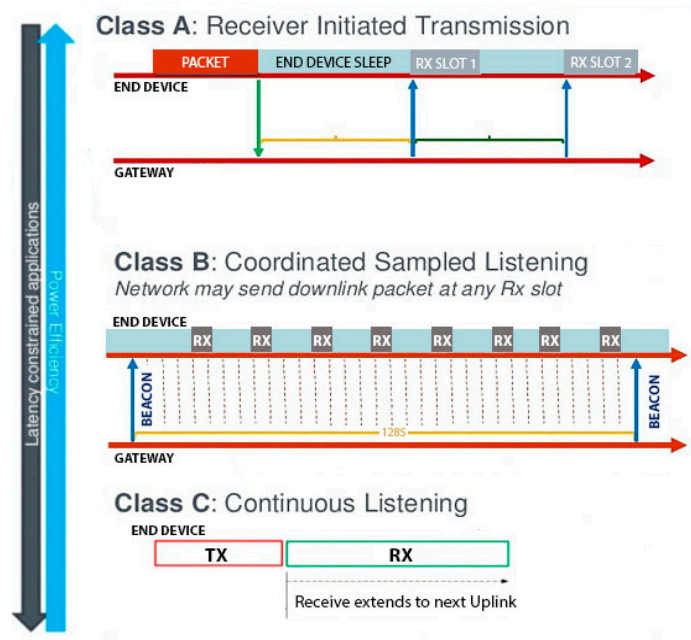 Class A: Receiver Initiated Transmission
PACKET
END DEVICE SLEEP
RX SLOT 1
RX SLOT 2
END DEVICE
GATEWAY
Latency constrained applications
Power Efficiency
Class B: Coordinated Sampled Listening
Network may send downlink packet at any Rx slot
END DEVICE
RX
RX
RX
RX
RX
RX
RX
RX
BEACON
BEACON
128S
GATEWAY
Class C: Continuous Listening
END DEVICE
TX
RX
Receive extends to next Uplink